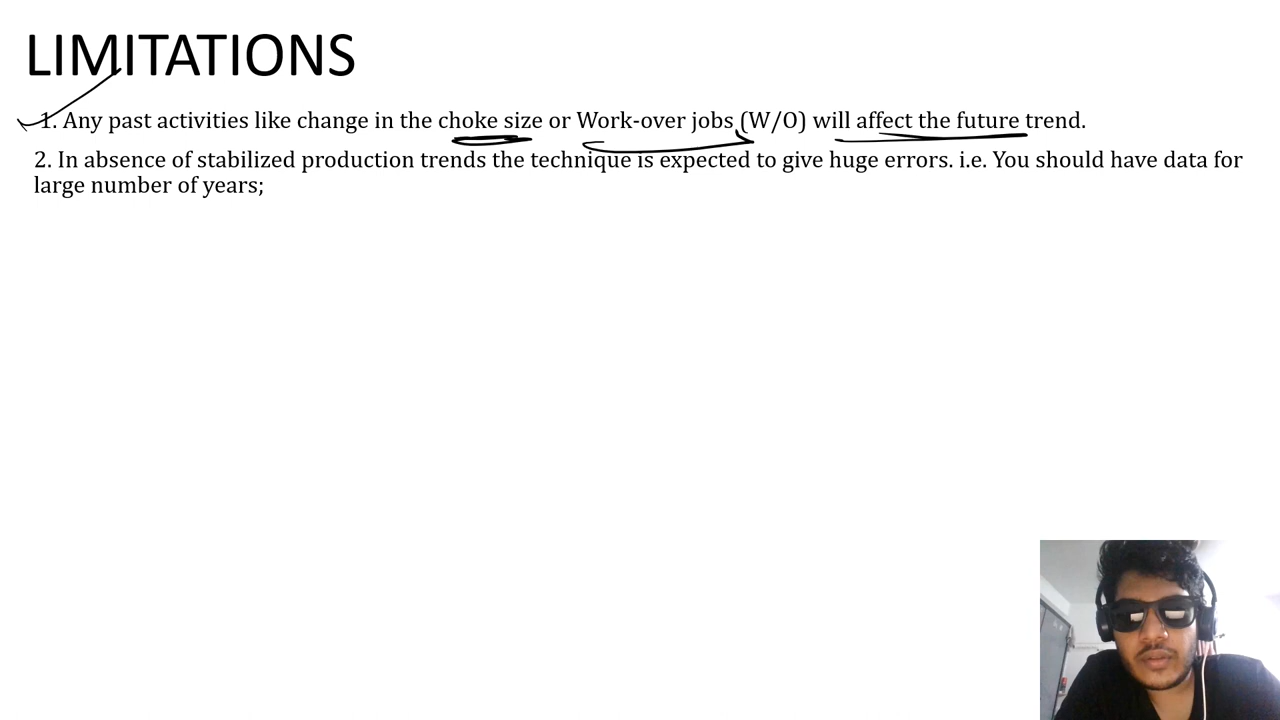 LIMITATIONS
1. Any past activities like change in the choke size or Work-over jobs (W/O) will affect the future trend.
2. In absence of stabilized production trends the technique is expected to give huge errors. i.e. You should have data for
large number of years;